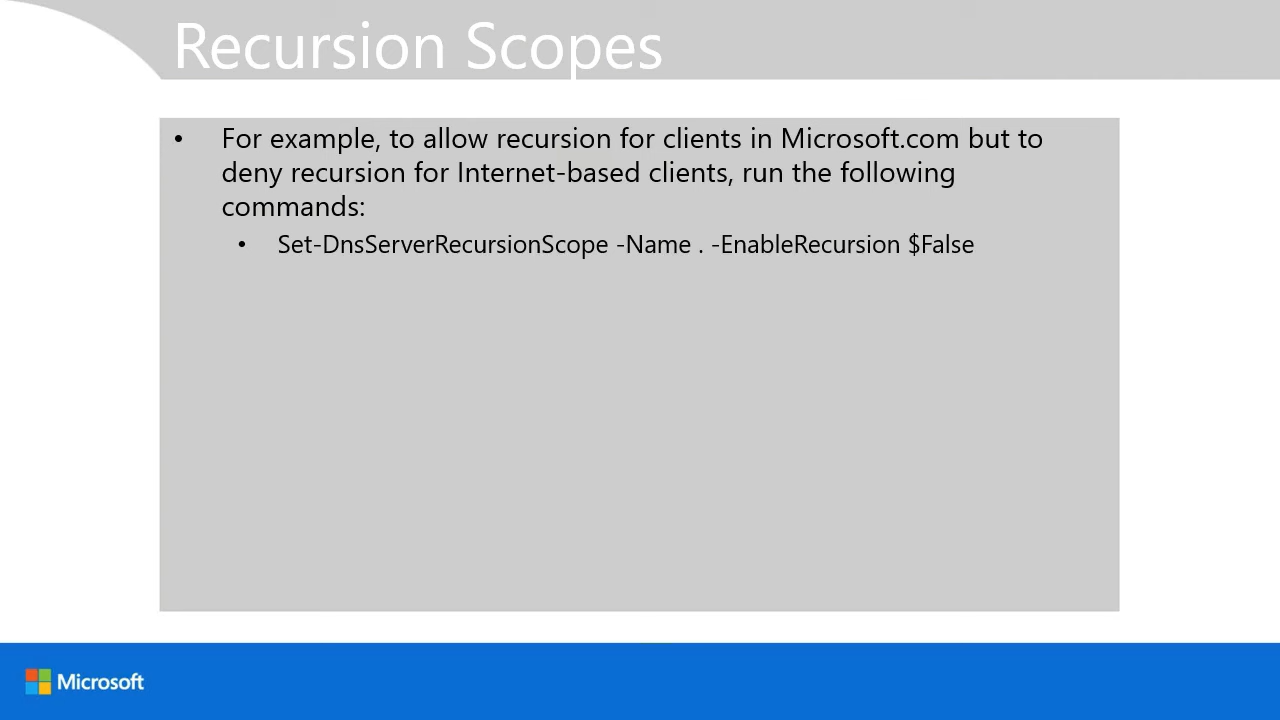 Recursion Scopes
• For example, to allow recursion for clients in Microsoft.com but to
deny recursion for Internet-based clients, run the following
commands:
• Set-DnsServerRecursionScope -Name . -EnableRecursion $False
Microsoft